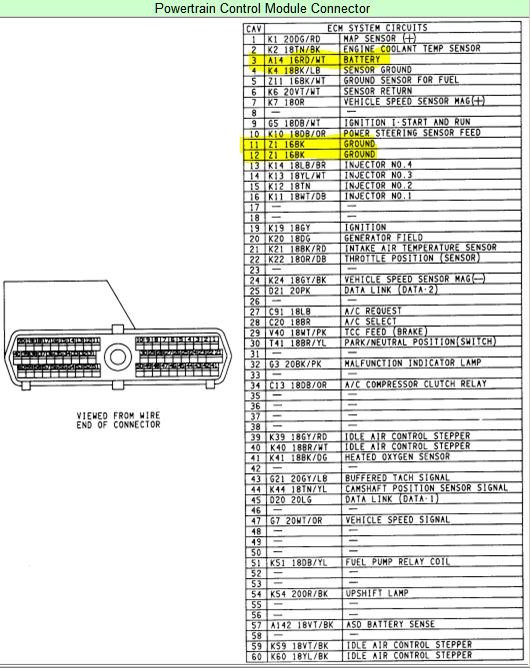 Powertrain Control Module Connector
CAV ECM SYSTEM CIRCUITS
1 K1 20DG/RD MAP SENSOR (+)
2 K2 18TN/BK ENGINE COOLANT TEMP SENSOR
3 A14 16RD/WT BATTERY
4 K4 18BK/LB SENSOR GROUND
5 Z11 16BK/WT GROUND SENSOR FOR FUEL
6 K6 20VT/WT SENSOR RETURN
7 K7 18OR VEHICLE SPEED SENSOR MAG(+)
8 — —
9 G5 18DB/WT IGNITION I-START AND RUN
10 K10 18DB/OR POWER STEERING SENSOR FEED
11 Z1 16BK GROUND
12 Z1 16BK GROUND
13 K14 18LB/BR INJECTOR NO.4
14 K13 18YL/WT INJECTOR NO.3
15 K12 18TN INJECTOR NO.2
16 K11 18WT/DB INJECTOR NO.1
17 — —
18 — —
19 K19 18GY IGNITION
20 K20 18DG GENERATOR FIELD
21 K21 18BK/RD INTAKE AIR TEMPERATURE SENSOR
22 K22 18OR/DB THROTTLE POSITION (SENSOR)
23 — —
24 K24 18GY/BK VEHICLE SPEED SENSOR MAG(—)
25 D21 20PK DATA LINK (DATA-2)
26 — —
27 C91 18LB A/C REQUEST
28 C20 18BR A/C SELECT
29 V40 18WT/PK TCC FEED (BRAKE)
30 T41 18BR/YL PARK/NEUTRAL POSITION(SWITCH)
31 — —
32 G3 20BK/PK MALFUNCTION INDICATOR LAMP
33 — —
34 C13 18DB/OR A/C COMPRESSOR CLUTCH RELAY
35 — —
36 — —
37 — —
38 — —
39 K39 18GY/RD IDLE AIR CONTROL STEPPER
40 K40 18BR/WT IDLE AIR CONTROL STEPPER
41 K41 18BK/DG HEATED OXYGEN SENSOR
42 — —
43 G21 20GY/LB BUFFERED TACH SIGNAL
44 K44 18TN/YL CAMSHAFT POSITION SENSOR SIGNAL
45 D20 20LG DATA LINK (DATA-1)
46 — —
47 G7 20WT/OR VEHICLE SPEED SIGNAL
48 — —
49 — —
50 — —
51 K51 18DB/YL FUEL PUMP RELAY COIL
52 — —
53 — —
54 K54 20OR/BK UPSHIFT LAMP
55 — —
56 — —
57 A142 18VT/BK ASD BATTERY SENSE
58 — —
59 K59 18VT/BK IDLE AIR CONTROL STEPPER
60 K60 18YL/BK IDLE AIR CONTROL STEPPER
VIEWED FROM WIRE
END OF CONNECTOR